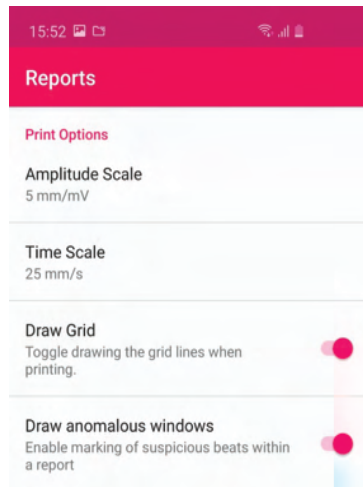 15:52
Reports
Print Options
Amplitude Scale
5 mm/mV
Time Scale
25 mm/s
Draw Grid
Toggle drawing the grid lines when
printing.
Draw anomalous windows
Enable marking of suspicious beats within
a report